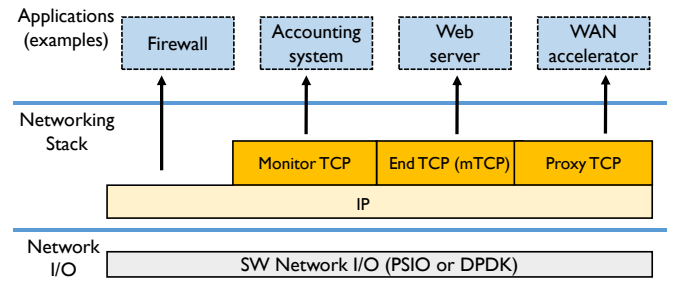 Applications
(examples)
Firewall
Accounting
system
Web
server
WAN
accelerator
Networking
Stack
Monitor TCP
End TCP (mTCP)
Proxy TCP
IP
Network
I/O
SW Network I/O (PSIO or DPDK)